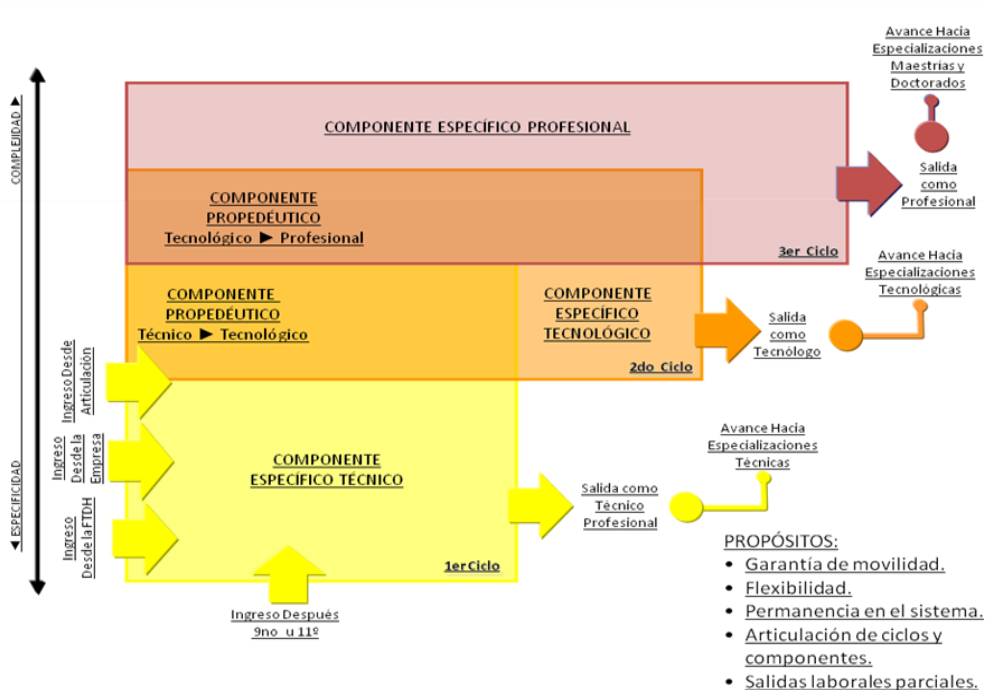 Avance Hacia
Especializaciones
Maestrías y
Doctorados
◄ESPECIFICIDAD
COMPLEJIDAD ►
COMPONENTE ESPECÍFICO PROFESIONAL
Salida
como
Profesional
COMPONENTE
PROPEDÉUTICO
Tecnológico ► Profesional
3er Ciclo
Avance Hacia
Especializaciones
Tecnológicas
COMPONENTE
PROPEDÉUTICO
Técnico ► Tecnológico
COMPONENTE
ESPECÍFICO
TECNOLÓGICO
2do Ciclo
Salida
como
Tecnólogo
Ingreso Desde
Articulación
Ingreso
Desde la
Empresa
Ingreso
Desde la FTDH
COMPONENTE
ESPECÍFICO TÉCNICO
1er Ciclo
Avance Hacia
Especializaciones
Técnicas
Salida como
Técnico
Profesional
Ingreso Después
9no u 11º
PROPÓSITOS:
• Garantía de movilidad.
• Flexibilidad.
• Permanencia en el sistema.
• Articulación de ciclos y
componentes.
• Salidas laborales parciales.